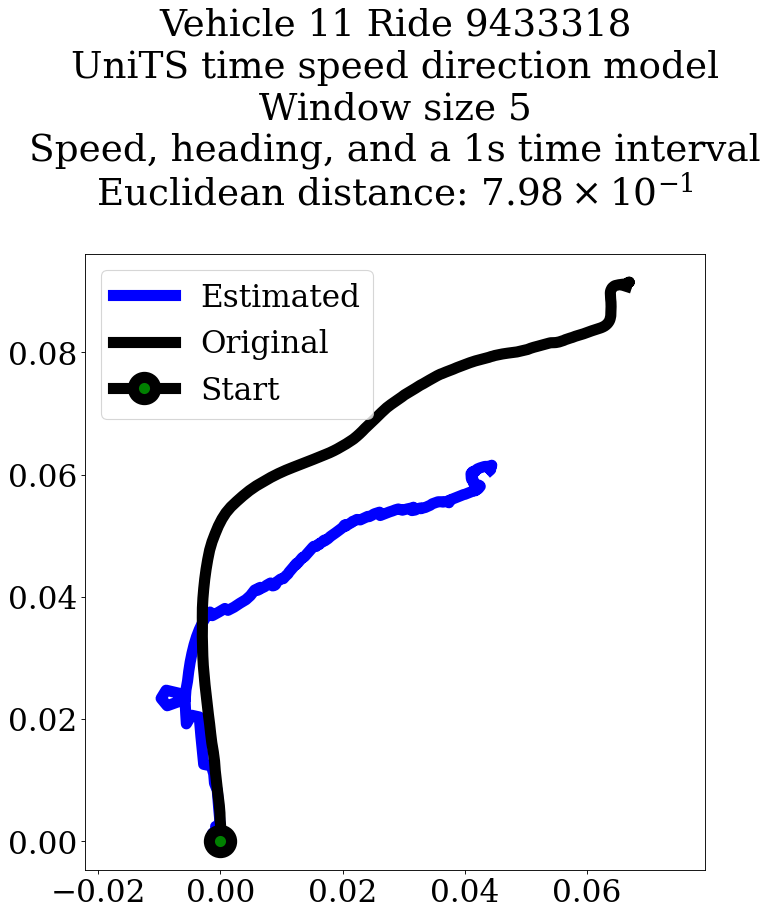 Vehicle 11 Ride 9433318
UniTS time speed direction model
Window size 5
Speed, heading, and a 1s time interval
Euclidean distance: 7.98 × 10⁻¹
Estimated
Original
Start
0.08
0.06
0.04
0.02
0.00
−0.02 0.00 0.02 0.04 0.06